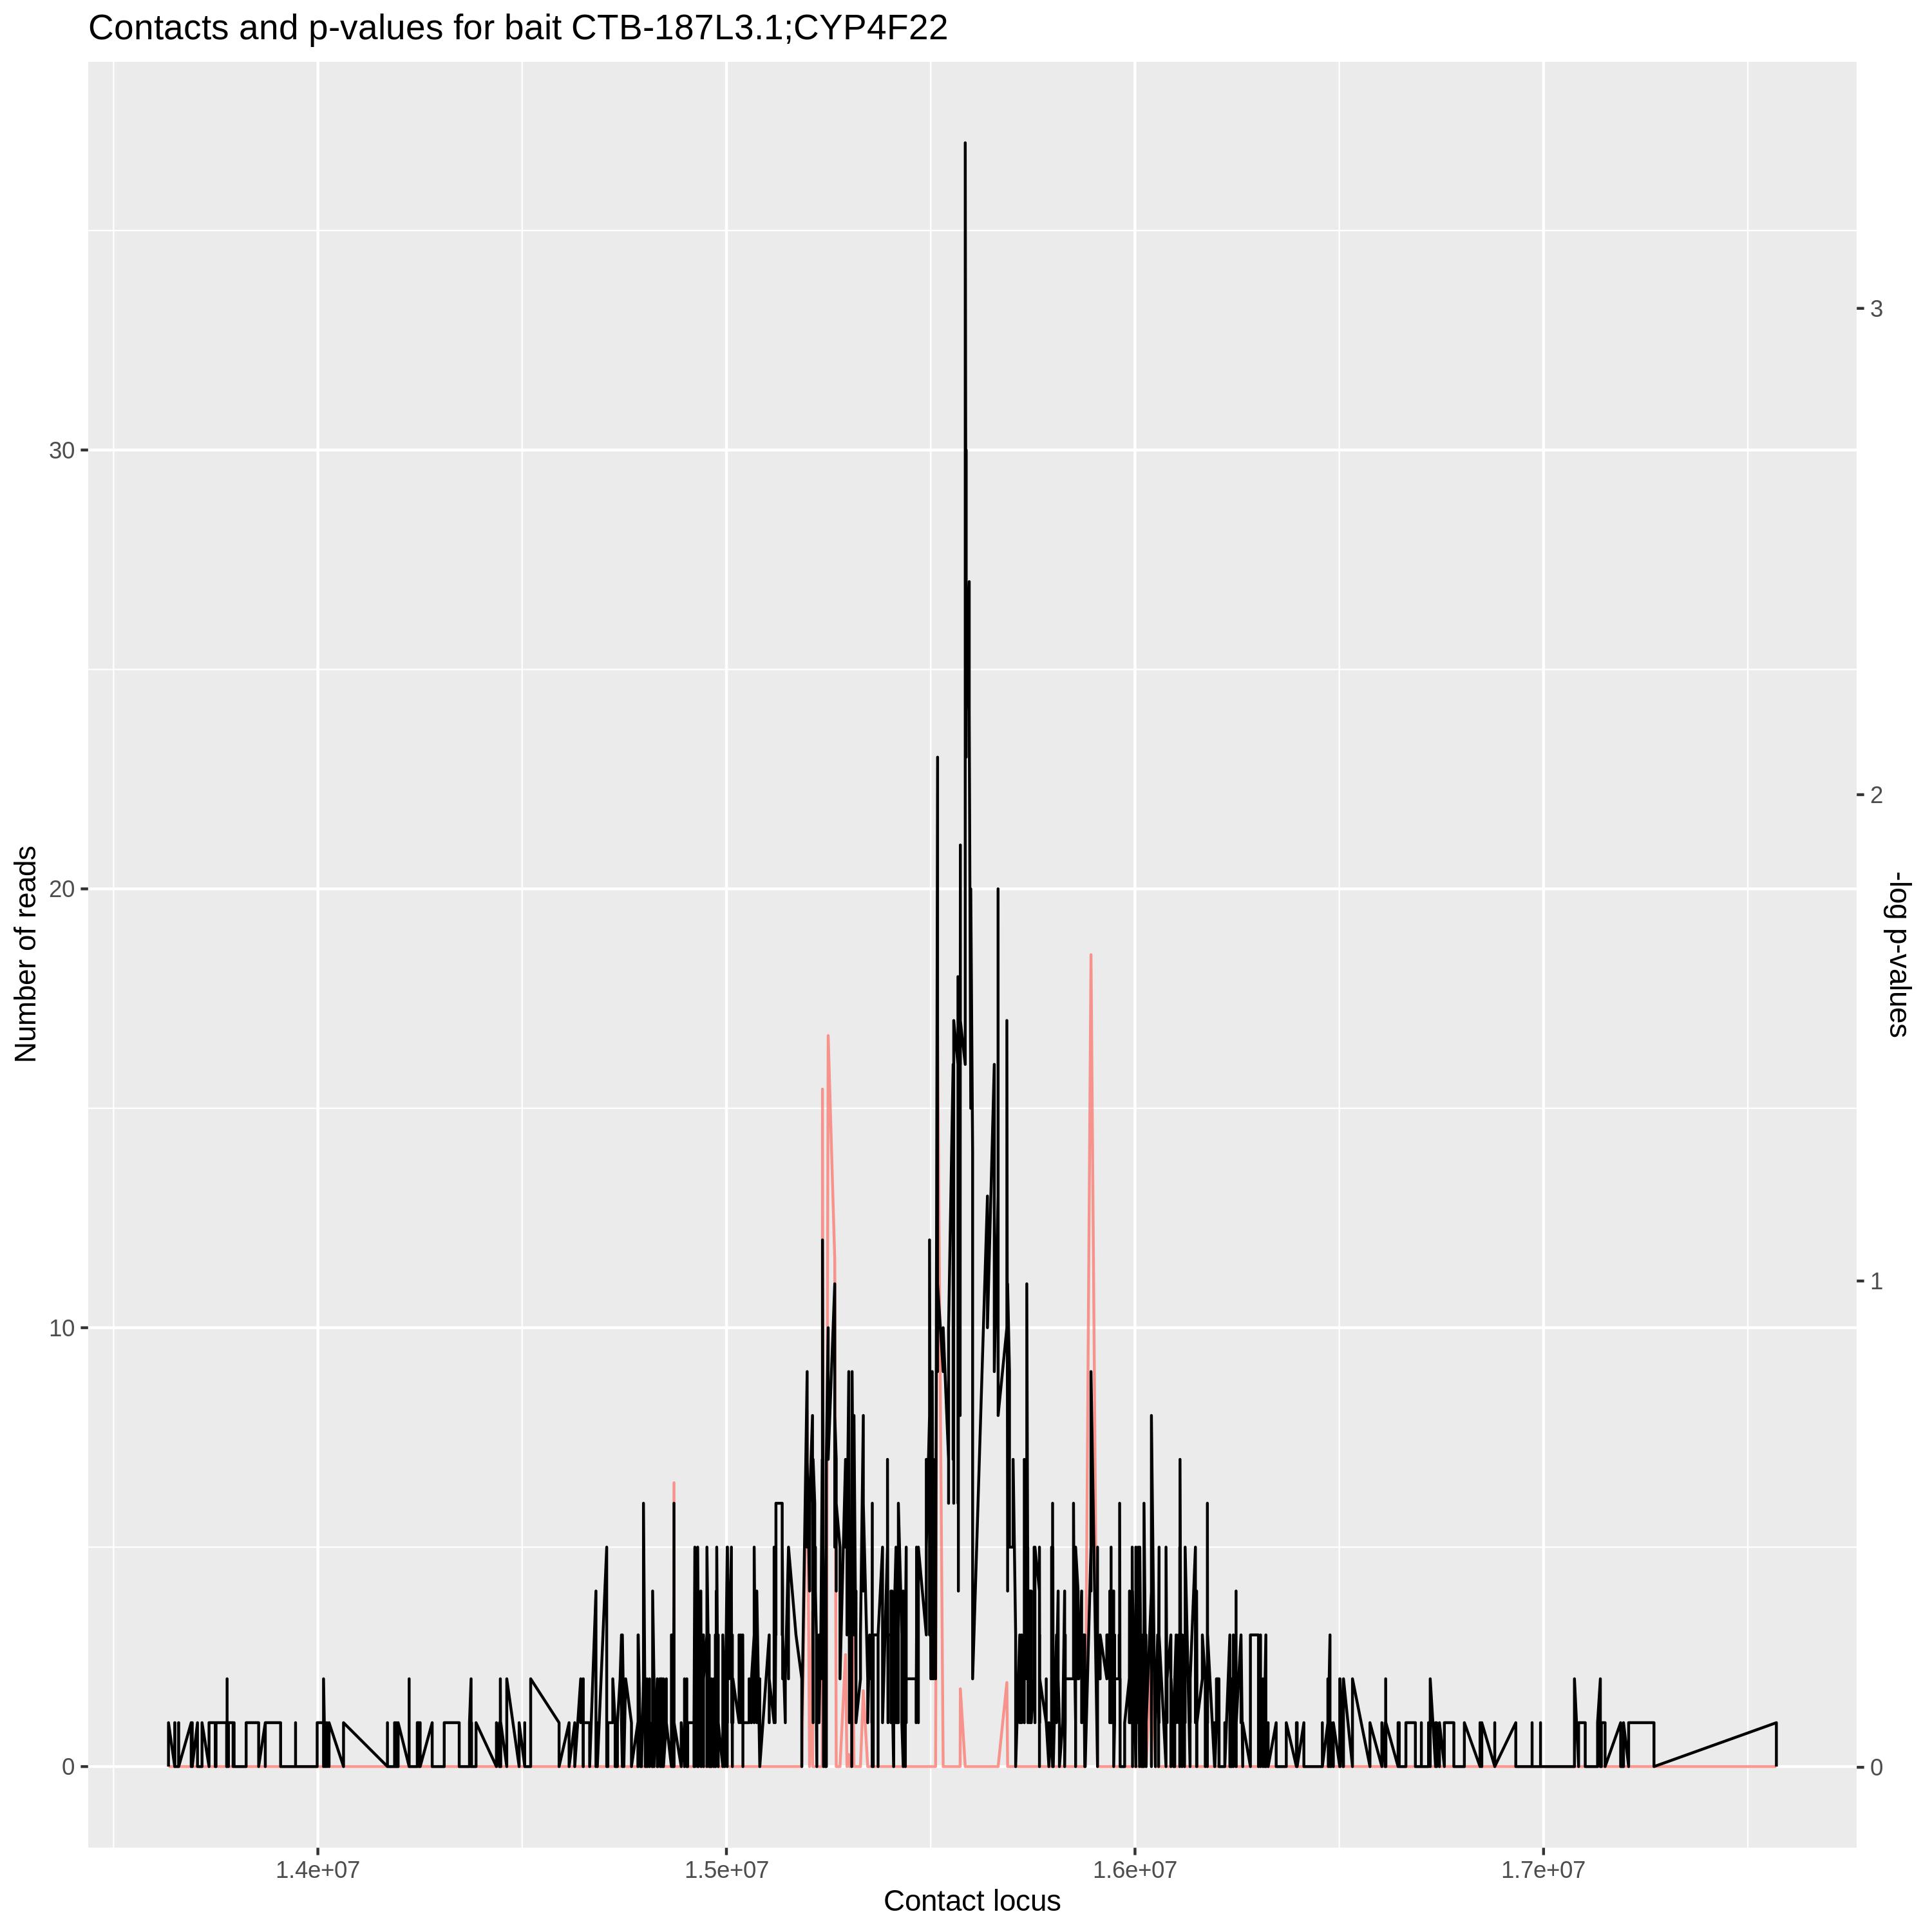 Contacts and p-values for bait CTB-187L3.1;CYP4F22
Number of reads
30
20
10
0
3
2
1
0
-log p-values
1.4e+07 1.5e+07 1.6e+07 1.7e+07
Contact locus